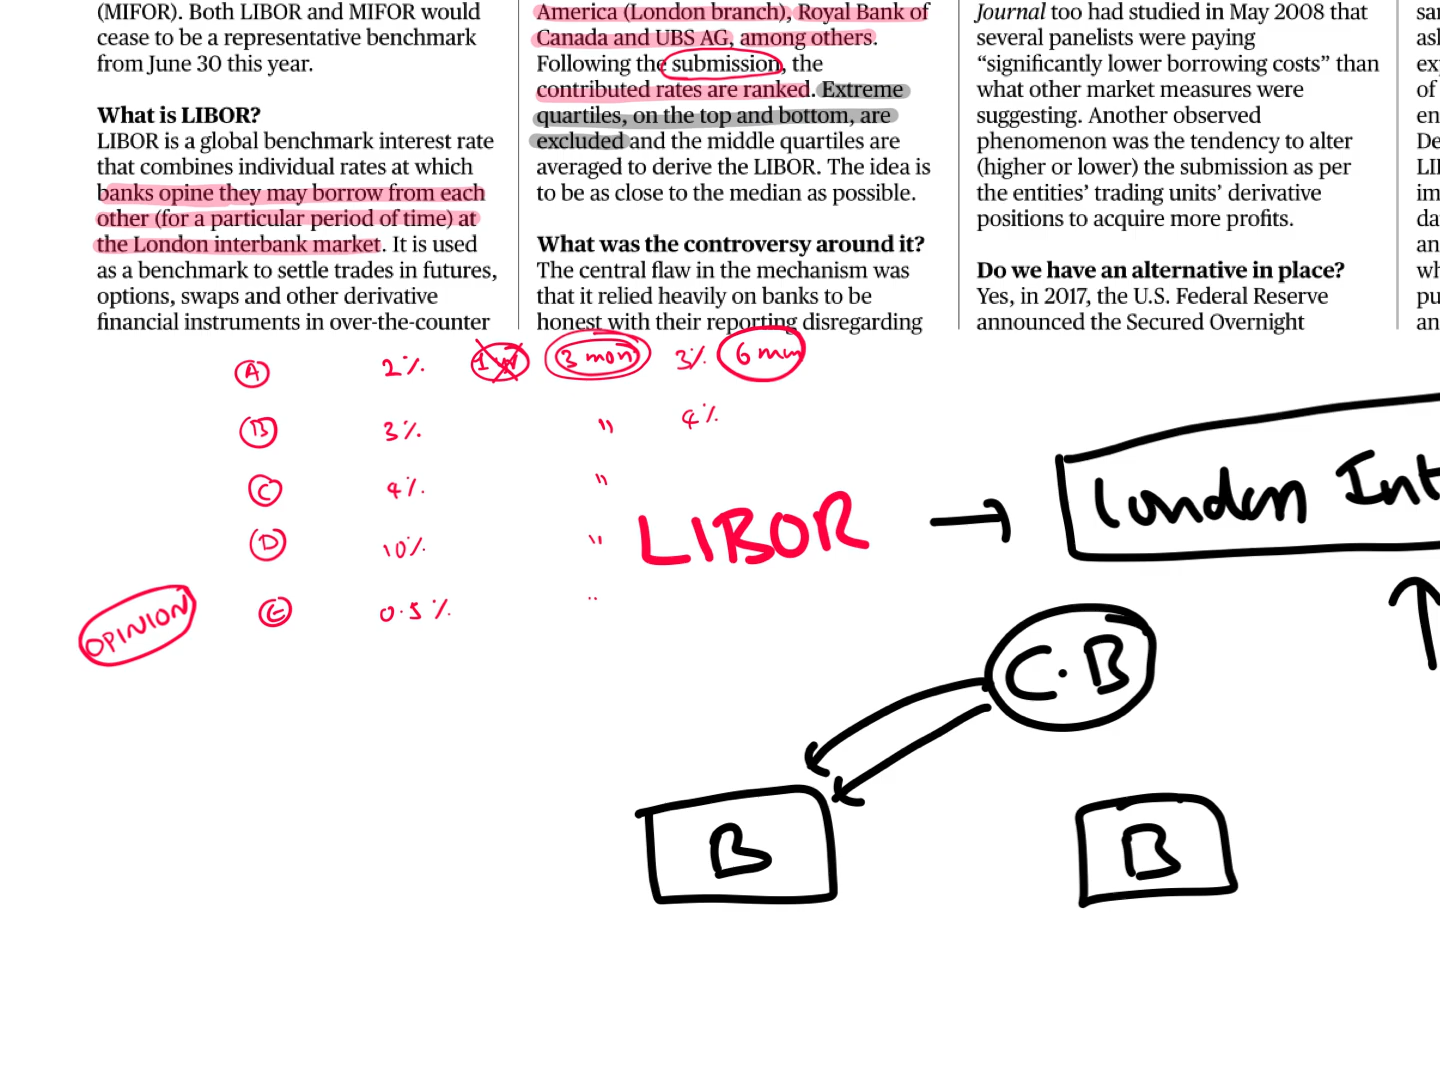 (MIFOR). Both LIBOR and MIFOR would
cease to be a representative benchmark
from June 30 this year.
What is LIBOR?
LIBOR is a global benchmark interest rate
that combines individual rates at which
banks opine they may borrow from each
other (for a particular period of time) at
the London interbank market. It is used
as a benchmark to settle trades in futures,
options, swaps and other derivative
financial instruments in over-the-counter
America (London branch), Royal Bank of
Canada and UBS AG, among others.
Following the submission, the
contributed rates are ranked. Extreme
quartiles, on the top and bottom, are
excluded and the middle quartiles are
averaged to derive the LIBOR. The idea is
to be as close to the median as possible.
What was the controversy around it?
The central flaw in the mechanism was
that it relied heavily on banks to be
honest with their reporting disregarding
Journal too had studied in May 2008 that
several panelists were paying
“significantly lower borrowing costs” than
what other market measures were
suggesting. Another observed
phenomenon was the tendency to alter
(higher or lower) the submission as per
the entities’ trading units’ derivative
positions to acquire more profits.
Do we have an alternative in place?
Yes, in 2017, the U.S. Federal Reserve
announced the Secured Overnight
of
en
De
im
an
wh
pu
an
A 2% 3 mon 3% 6 mon
B 3% " 4%
C 4% "
D 10% "
E 0.5% "
OPINION
LIBOR → London Int
C.B
B B